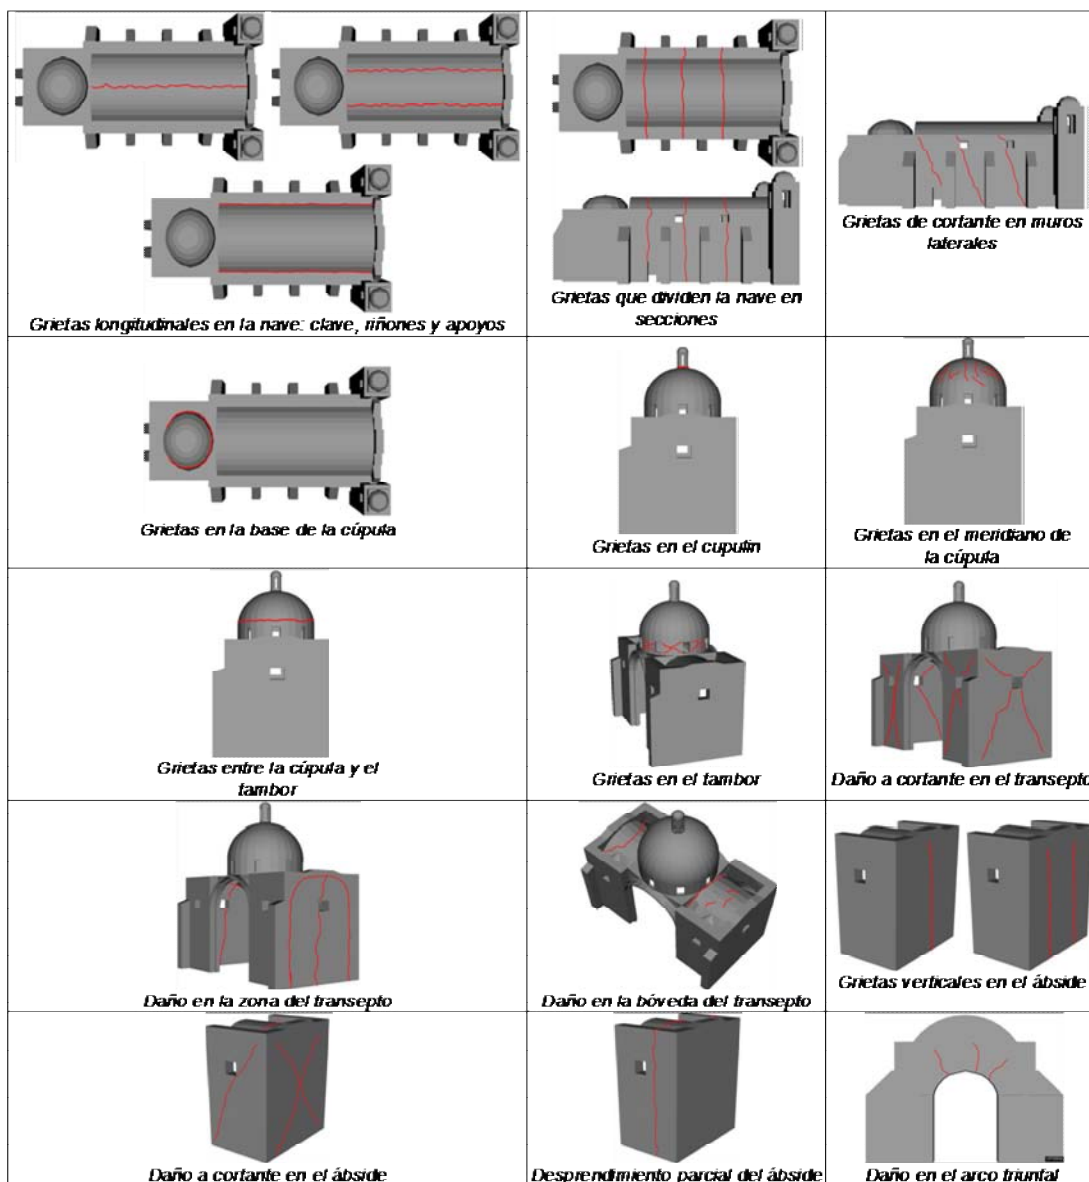 Grietas longitudinales en la nave: clave, riñones y apoyos
Grietas que dividen la nave en
secciones
Grietas de cortante en muros
laterales
Grietas en la base de la cúpula
Grietas en el cupulin
Grietas en el meridiano de
la cúpula
Grietas entre la cúpula y el
tambor
Grietas en el tambor
Daño a cortante en el transepto
Daño en la zona del transepto
Daño en la bóveda del transepto
Grietas verticales en el ábside
Daño a cortante en el ábside
Desprendimiento parcial del ábside
Daño en el arco triunfal